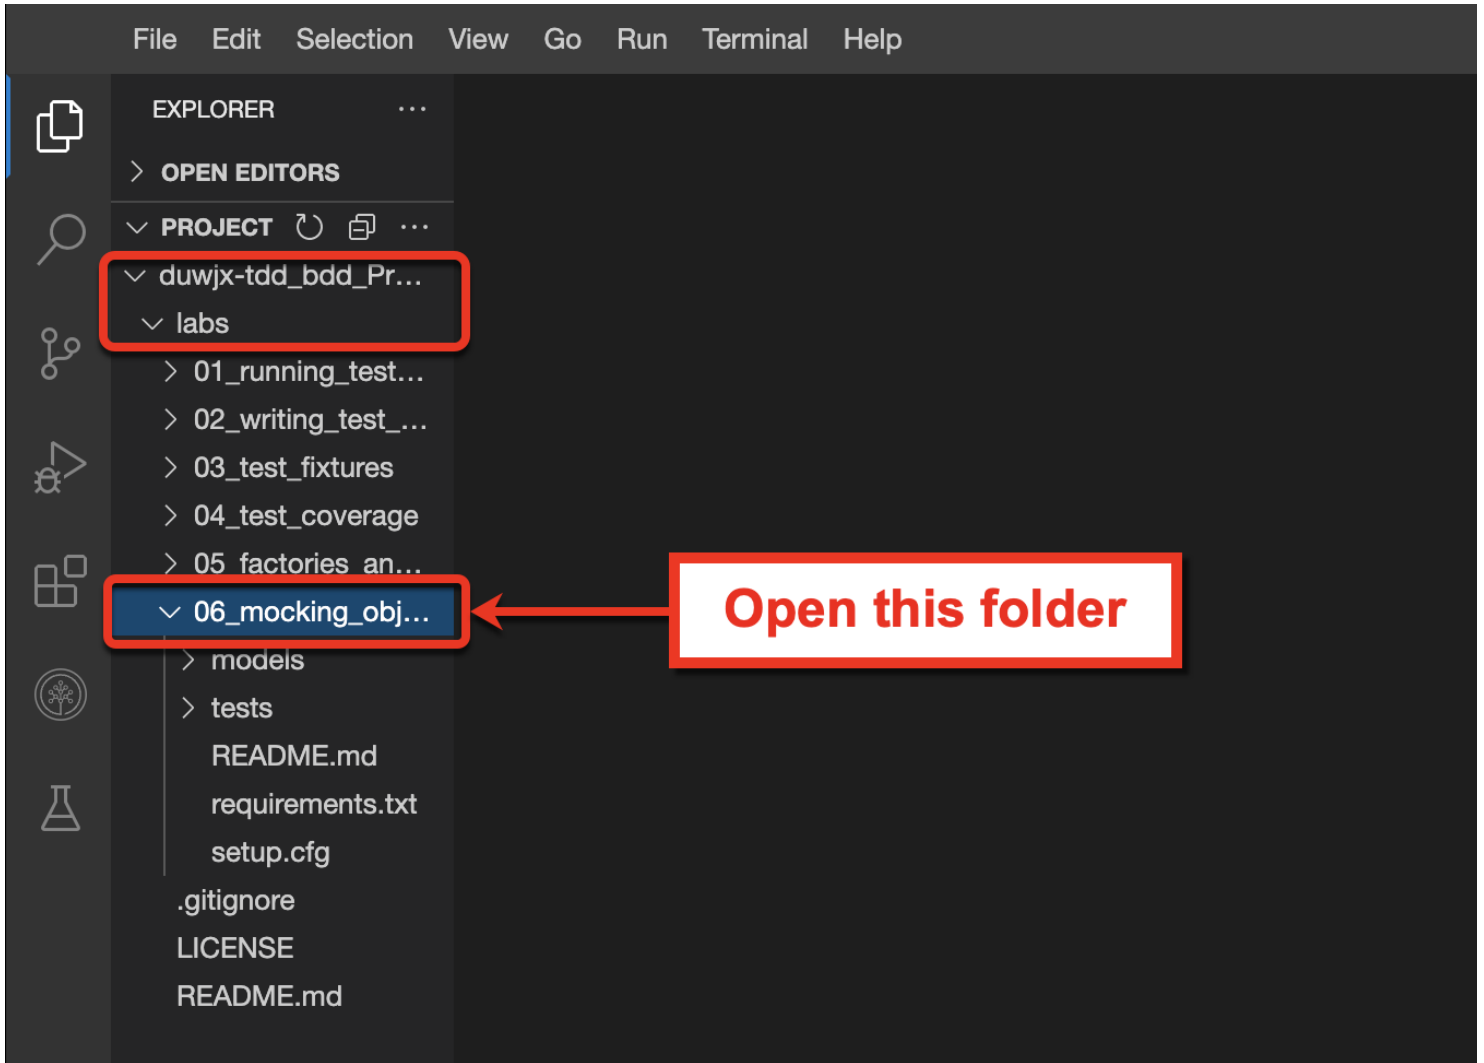 File Edit Selection View Go Run Terminal Help
EXPLORER ...
OPEN EDITORS
PROJECT ...
duwjx-tdd_bdd_Pr...
labs
01_running_test...
02_writing_test_...
03_test_fixtures
04_test_coverage
05_factories_an...
06_mocking_obj...
Open this folder
models
tests
README.md
requirements.txt
setup.cfg
.gitignore
LICENSE
README.md